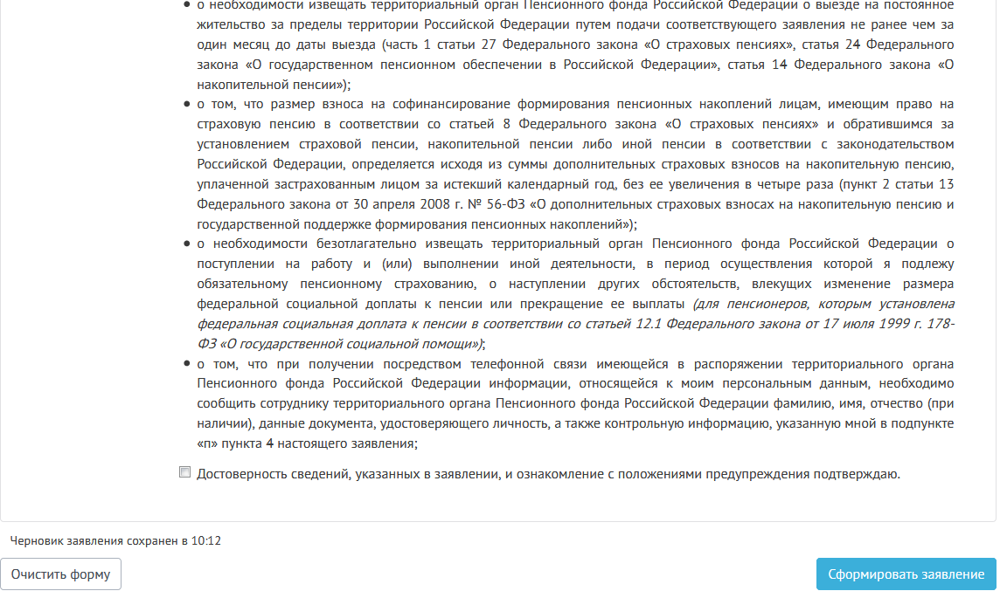 • о необходимости извещать территориальный орган Пенсионного фонда Российской Федерации о выезде на постоянное
жительство за пределы территории Российской Федерации путем подачи соответствующего заявления не ранее чем за
один месяц до даты выезда (часть 1 статьи 27 Федерального закона «О страховых пенсиях», статья 24 Федерального
закона «О государственном пенсионном обеспечении в Российской Федерации», статья 14 Федерального закона «О
накопительной пенсии»);
• о том, что размер взноса на софинансирование формирования пенсионных накоплений лицам, имеющим право на
страховую пенсию в соответствии со статьей 8 Федерального закона «О страховых пенсиях» и обратившимся за
установлением страховой пенсии, накопительной пенсии либо иной пенсии в соответствии с законодательством
Российской Федерации, определяется исходя из суммы дополнительных страховых взносов на накопительную пенсию,
уплаченной застрахованным лицом за истекший календарный год, без ее увеличения в четыре раза (пункт 2 статьи 13
Федерального закона от 30 апреля 2008 г. № 56-ФЗ «О дополнительных страховых взносах на накопительную пенсию и
государственной поддержке формирования пенсионных накоплений»);
• о необходимости безотлагательно извещать территориальный орган Пенсионного фонда Российской Федерации о
поступлении на работу и (или) выполнении иной деятельности, в период осуществления которой я подлежу
обязательному пенсионному страхованию, о наступлении других обстоятельств, влекущих изменение размера
федеральной социальной доплаты к пенсии или прекращение ее выплаты (для пенсионеров, которым установлена
федеральная социальная доплата к пенсии в соответствии со статьей 12.1 Федерального закона от 17 июля 1999 г. 178-
ФЗ «О государственной социальной помощи»);
• о том, что при получении посредством телефонной связи имеющейся в распоряжении территориального органа
Пенсионного фонда Российской Федерации информации, относящейся к моим персональным данным, необходимо
сообщить сотруднику территориального органа Пенсионного фонда Российской Федерации фамилию, имя, отчество (при
наличии), данные документа, удостоверяющего личность, а также контрольную информацию, указанную мной в подпункте
«п» пункта 4 настоящего заявления;
Достоверность сведений, указанных в заявлении, и ознакомление с положениями предупреждения подтверждаю.
Черновик заявления сохранен в 10:12
Очистить форму
Сформировать заявление